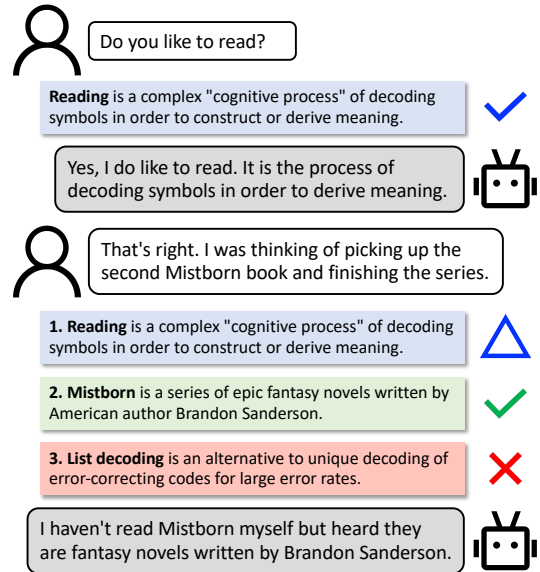 Do you like to read?
Reading is a complex "cognitive process" of decoding
symbols in order to construct or derive meaning.
Yes, I do like to read. It is the process of
decoding symbols in order to derive meaning.
That's right. I was thinking of picking up the
second Mistborn book and finishing the series.
1. Reading is a complex "cognitive process" of decoding
symbols in order to construct or derive meaning.
2. Mistborn is a series of epic fantasy novels written by
American author Brandon Sanderson.
3. List decoding is an alternative to unique decoding of
error-correcting codes for large error rates.
I haven't read Mistborn myself but heard they
are fantasy novels written by Brandon Sanderson.